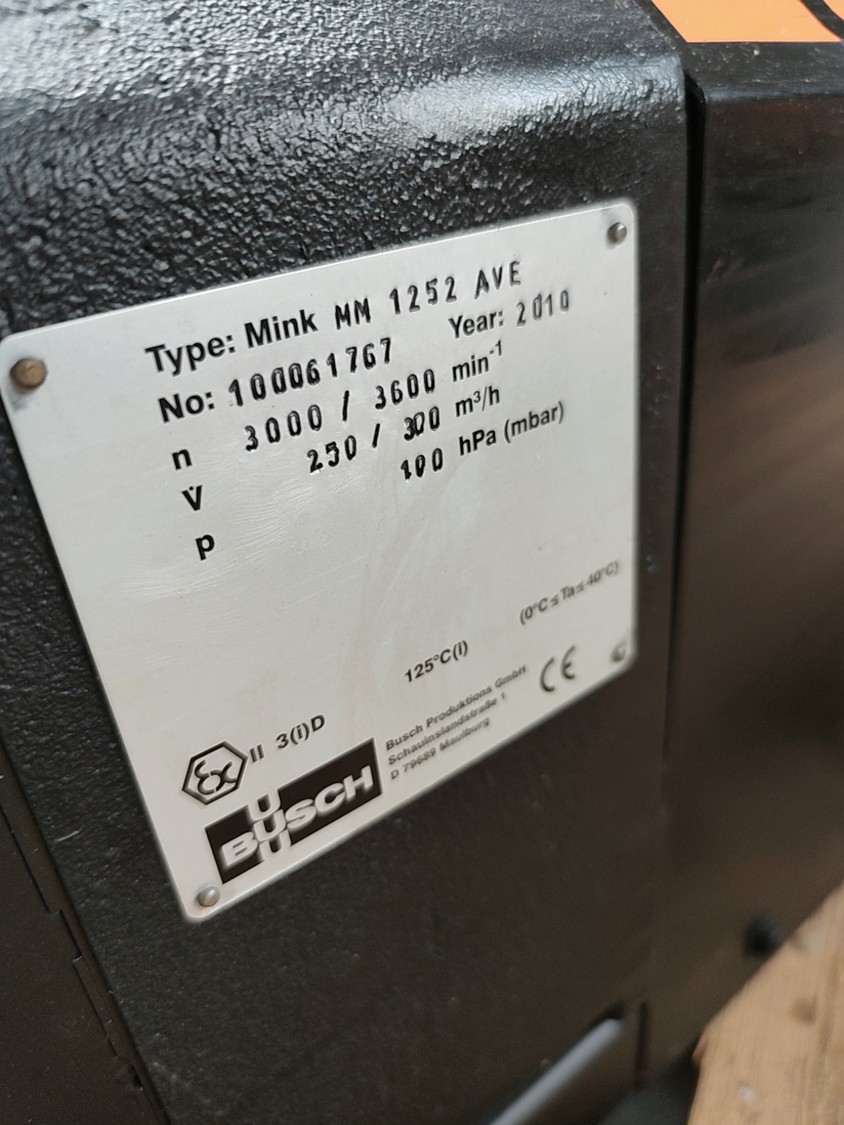 Type: Mink MM 1252 AVE
No: 100061767 Year: 2010
n 3000 / 3600 min⁻¹
V̇ 250 / 300 m³/h
p 100 hPa (mbar)
Ex II 3(i)D 125°C(i) (0°C≤Ta≤40°C)
BUSCH
Busch Produktions GmbH
Schauinslandstraße 1
D 79689 Maulburg
CE